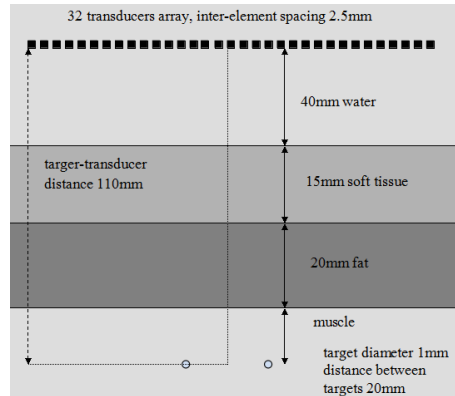 32 transducers array, inter-element spacing 2.5mm
40mm water
targer-transducer
distance 110mm
15mm soft tissue
20mm fat
muscle
target diameter 1mm
distance between
targets 20mm